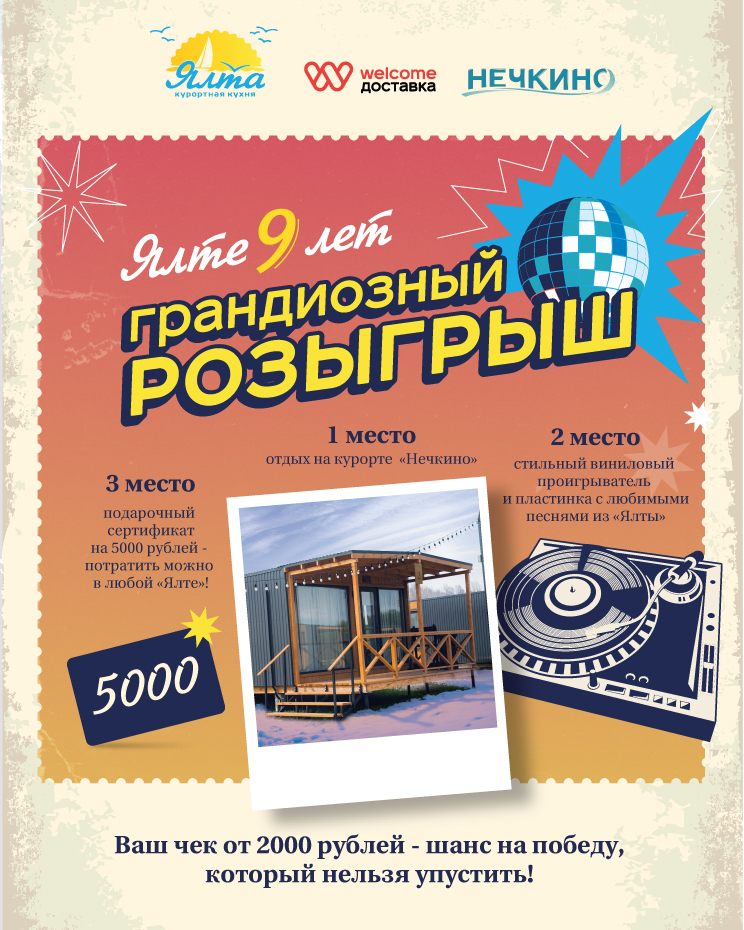 Ялта
курортная кухня
welcome
доставка
НЕЧКИНО
Ялте 9 лет
грандиозный
РОЗЫГРЫШ
1 место
отдых на курорте «Нечкино»
2 место
стильный виниловый
проигрыватель
и пластинка с любимыми
песнями из «Ялты»
3 место
подарочный
сертификат
на 5000 рублей -
потратить можно
в любой «Ялте»!
5000
Ваш чек от 2000 рублей - шанс на победу,
который нельзя упустить!